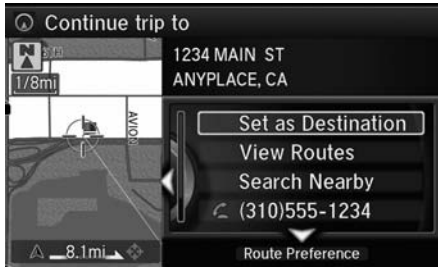 Continue trip to
N
1/8mi
AVION
8.1mi
1234 MAIN ST
ANYPLACE, CA
Set as Destination
View Routes
Search Nearby
(310)555-1234
Route Preference